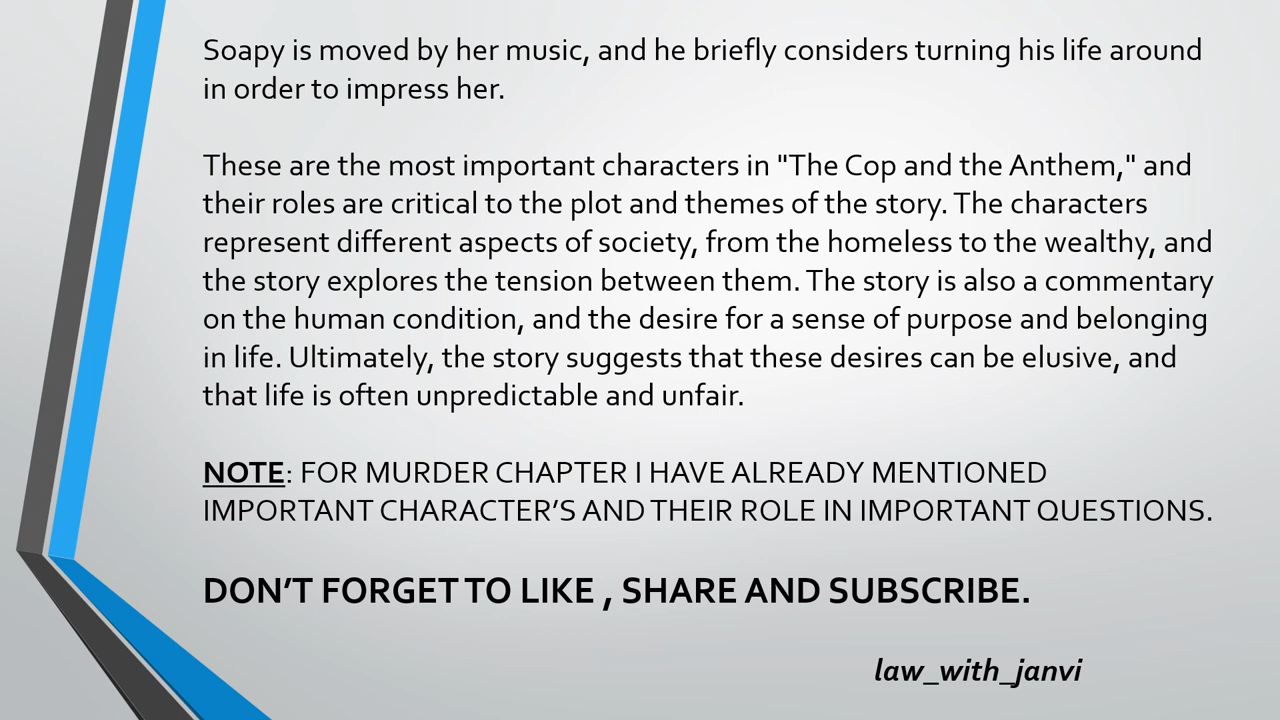 Soapy is moved by her music, and he briefly considers turning his life around
in order to impress her.
These are the most important characters in "The Cop and the Anthem," and
their roles are critical to the plot and themes of the story. The characters
represent different aspects of society, from the homeless to the wealthy, and
the story explores the tension between them. The story is also a commentary
on the human condition, and the desire for a sense of purpose and belonging
in life. Ultimately, the story suggests that these desires can be elusive, and
that life is often unpredictable and unfair.
NOTE: FOR MURDER CHAPTER I HAVE ALREADY MENTIONED
IMPORTANT CHARACTER’S AND THEIR ROLE IN IMPORTANT QUESTIONS.
DON’T FORGET TO LIKE , SHARE AND SUBSCRIBE.
law_with_janvi